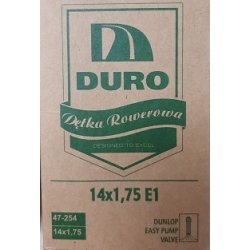 DURO
Dętka Rowerowa
DESIGNED TO EXCEL
14x1,75 E1
47-254
14x1,75
DUNLOP
EASY PUMP
VALVE